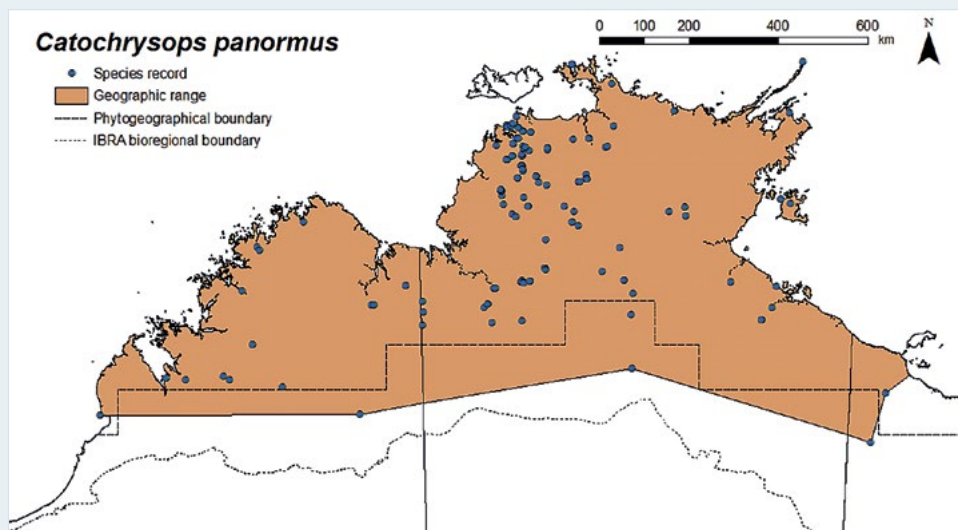 Catochrysops panormus
Species record
Geographic range
Phytogeographical boundary
IBRA bioregional boundary
0 100 200 400 600
km
N